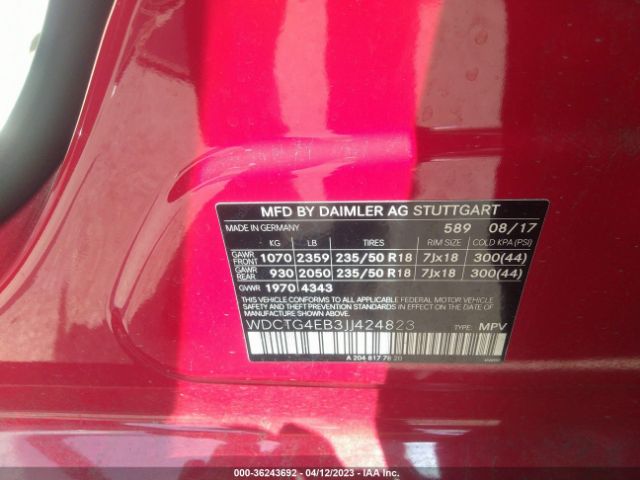 MFD BY DAIMLER AG STUTTGART
MADE IN GERMANY 589 08/17
KG LB TIRES RIM SIZE COLD KPA (PSI)
GAWR FRONT 1070 2359 235/50 R18 7Jx18 300(44)
GAWR REAR 930 2050 235/50 R18 7Jx18 300(44)
GVWR 1970 4343
THIS VEHICLE CONFORMS TO ALL APPLICABLE FEDERAL MOTOR VEHICLE
SAFETY, BUMPER, AND THEFT PREVENTION STANDARDS IN EFFECT
ON THE DATE OF MANUFACTURE SHOWN ABOVE.
WDCTG4EB3JJ424823 TYPE: MPV
A 204 817 78 20
000-36243692 - 04/12/2023 - IAA Inc.